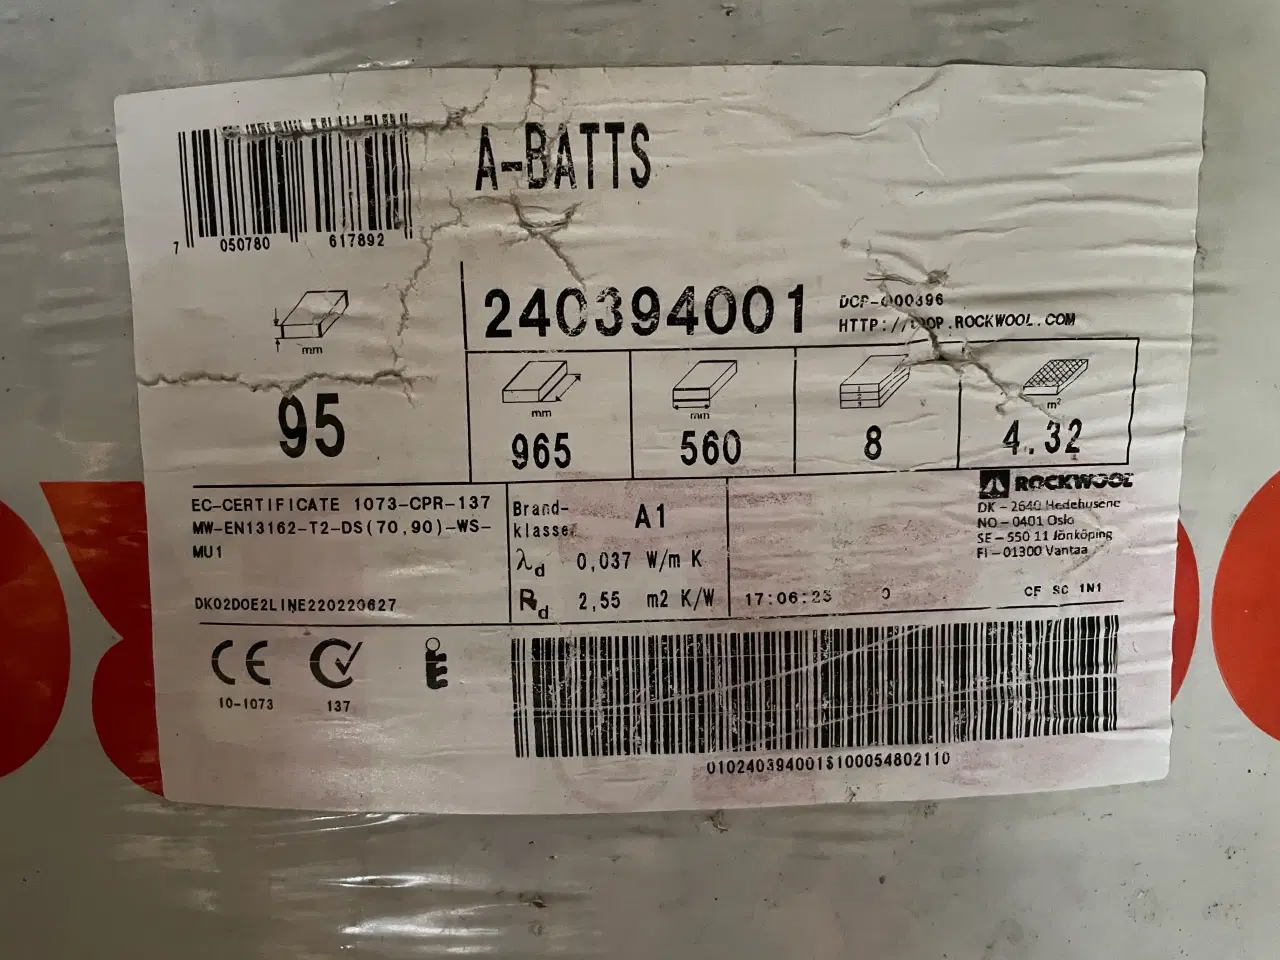 A-BATTS
7 050780 617892
240394001
HTTP://DOP.ROCKWOOL.COM
mm
95
mm
965
mm
560
1
2
3
8
m²
4.32
EC-CERTIFICATE 1073-CPR-137
MW-EN13162-T2-DS(70,90)-WS-
MU1
DK02DOE2LINE220220627
Brand-
klasse
A1
λd 0,037 W/m K
Rd 2,55 m2 K/W
17:06:23
ROCKWOOL
DK - 2640 Hedehusene
NO - 0401 Oslo
SE - 550 11 Jönköping
FI - 01300 Vantaa
CF SC 1N1
CE
10-1073
137
010240394001$100054802110